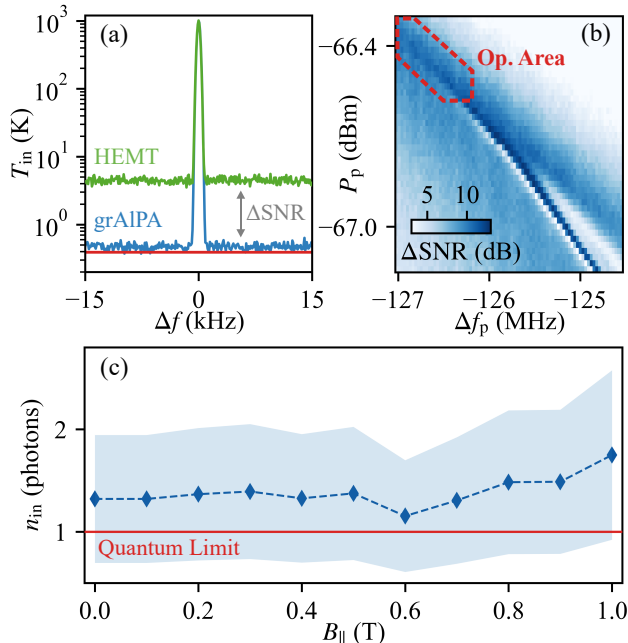 (a)
10³
10²
10¹
10⁰
T_in (K)
HEMT
grAlPA
ΔSNR
−15
0
15
Δf (kHz)
(b)
Op. Area
−66.4
−67.0
P_p (dBm)
5
10
ΔSNR (dB)
−127
−126
−125
Δf_p (MHz)
(c)
2
1
n_in (photons)
Quantum Limit
0.0
0.2
0.4
0.6
0.8
1.0
B_|| (T)